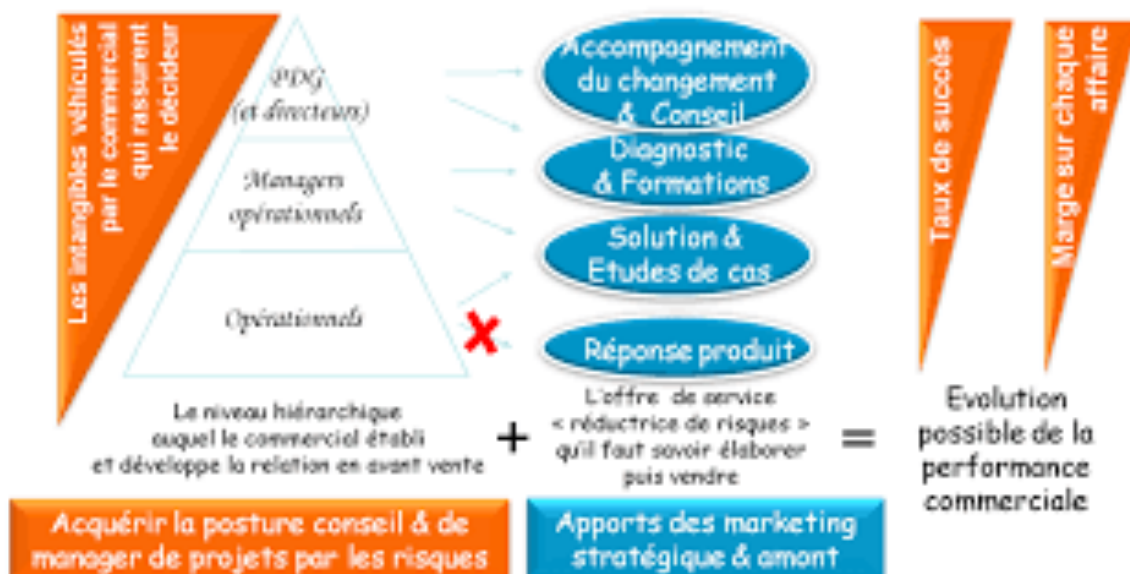 Les intangibles véhiculés
par le commercial
qui rassurent
le décideur
PDG
(et directeurs)
Managers
opérationnels
Opérationnels
Accompagnement
du changement
& Conseil
Diagnostic
& Formations
Solution &
Etudes de cas
Réponse produit
Taux de succès
Marge sur chaque
affaire
Le niveau hiérarchique
auquel le commercial établi
et développe la relation en avant vente
+
L'offre de service
« réductrice de risques »
qu'il faut savoir élaborer
puis vendre
=
Evolution
possible de la
performance
commerciale
Acquérir la posture conseil & de
manager de projets par les risques
Apports des marketing
stratégique & amont